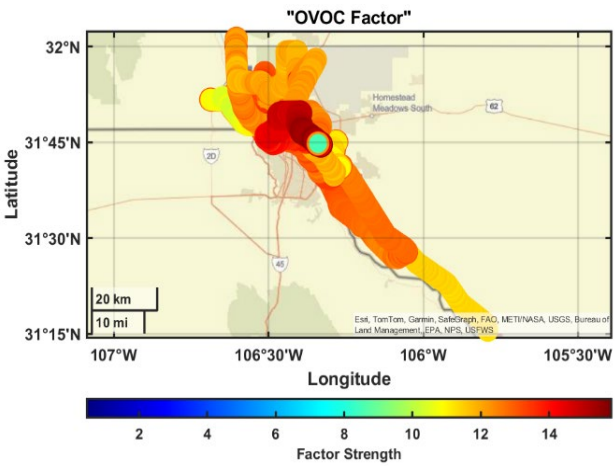 "OVOC Factor"
32°N
Homestead
Meadows South
62
31°45'N
20
Latitude
31°30'N
45
20 km
10 mi
Esri, TomTom, Garmin, SafeGraph, FAO, METI/NASA, USGS, Bureau of
Land Management, EPA, NPS, USFWS
31°15'N
107°W 106°30'W 106°W 105°30'W
Longitude
2 4 6 8 10 12 14
Factor Strength